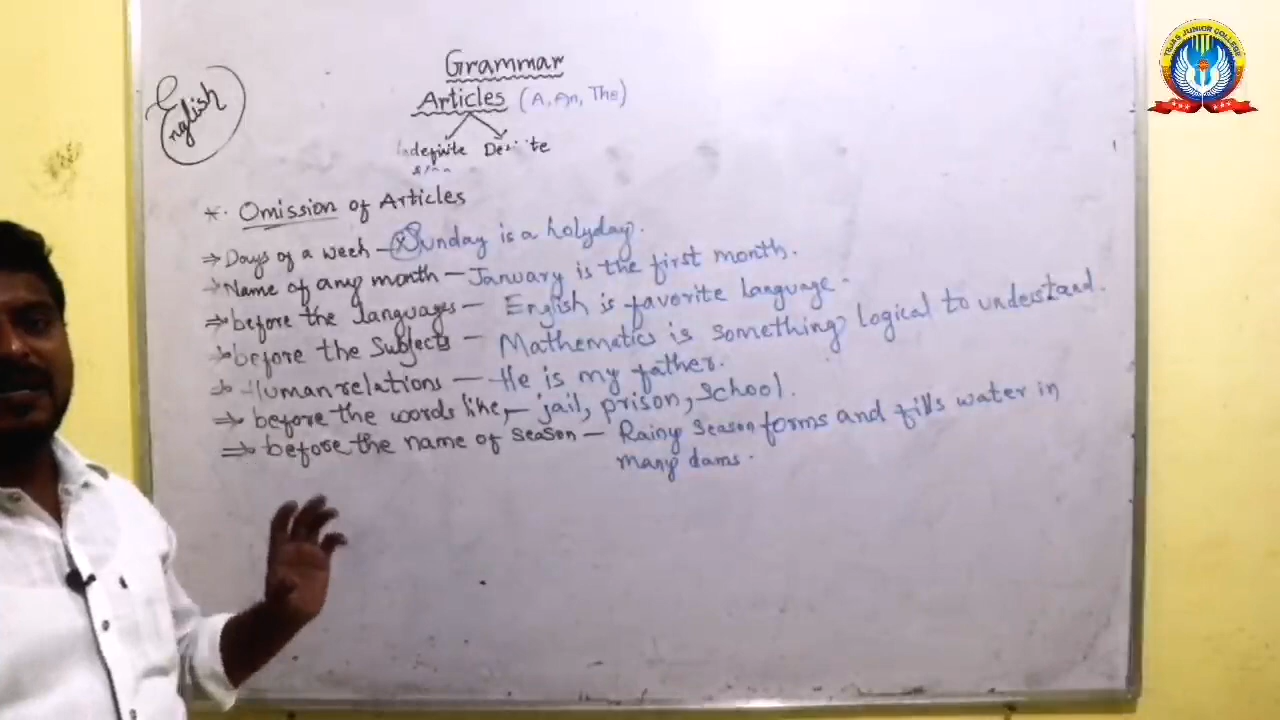 TEJAS JUNIOR COLLEGE
English
Grammar
Articles (A, An, The)
Indefinite Definite
* Omission of Articles
⇒ Days of a week - Sunday is a holyday.
→ Name of any month - January is the first month.
⇒ before the languages - English is favorite language.
→ before the Subjects - Mathematics is something logical to understand.
⇒ Human relations - He is my father.
⇒ before the words like, - jail, prison, school.
⇒ before the name of season - Rainy season forms and fills water in
many dams.